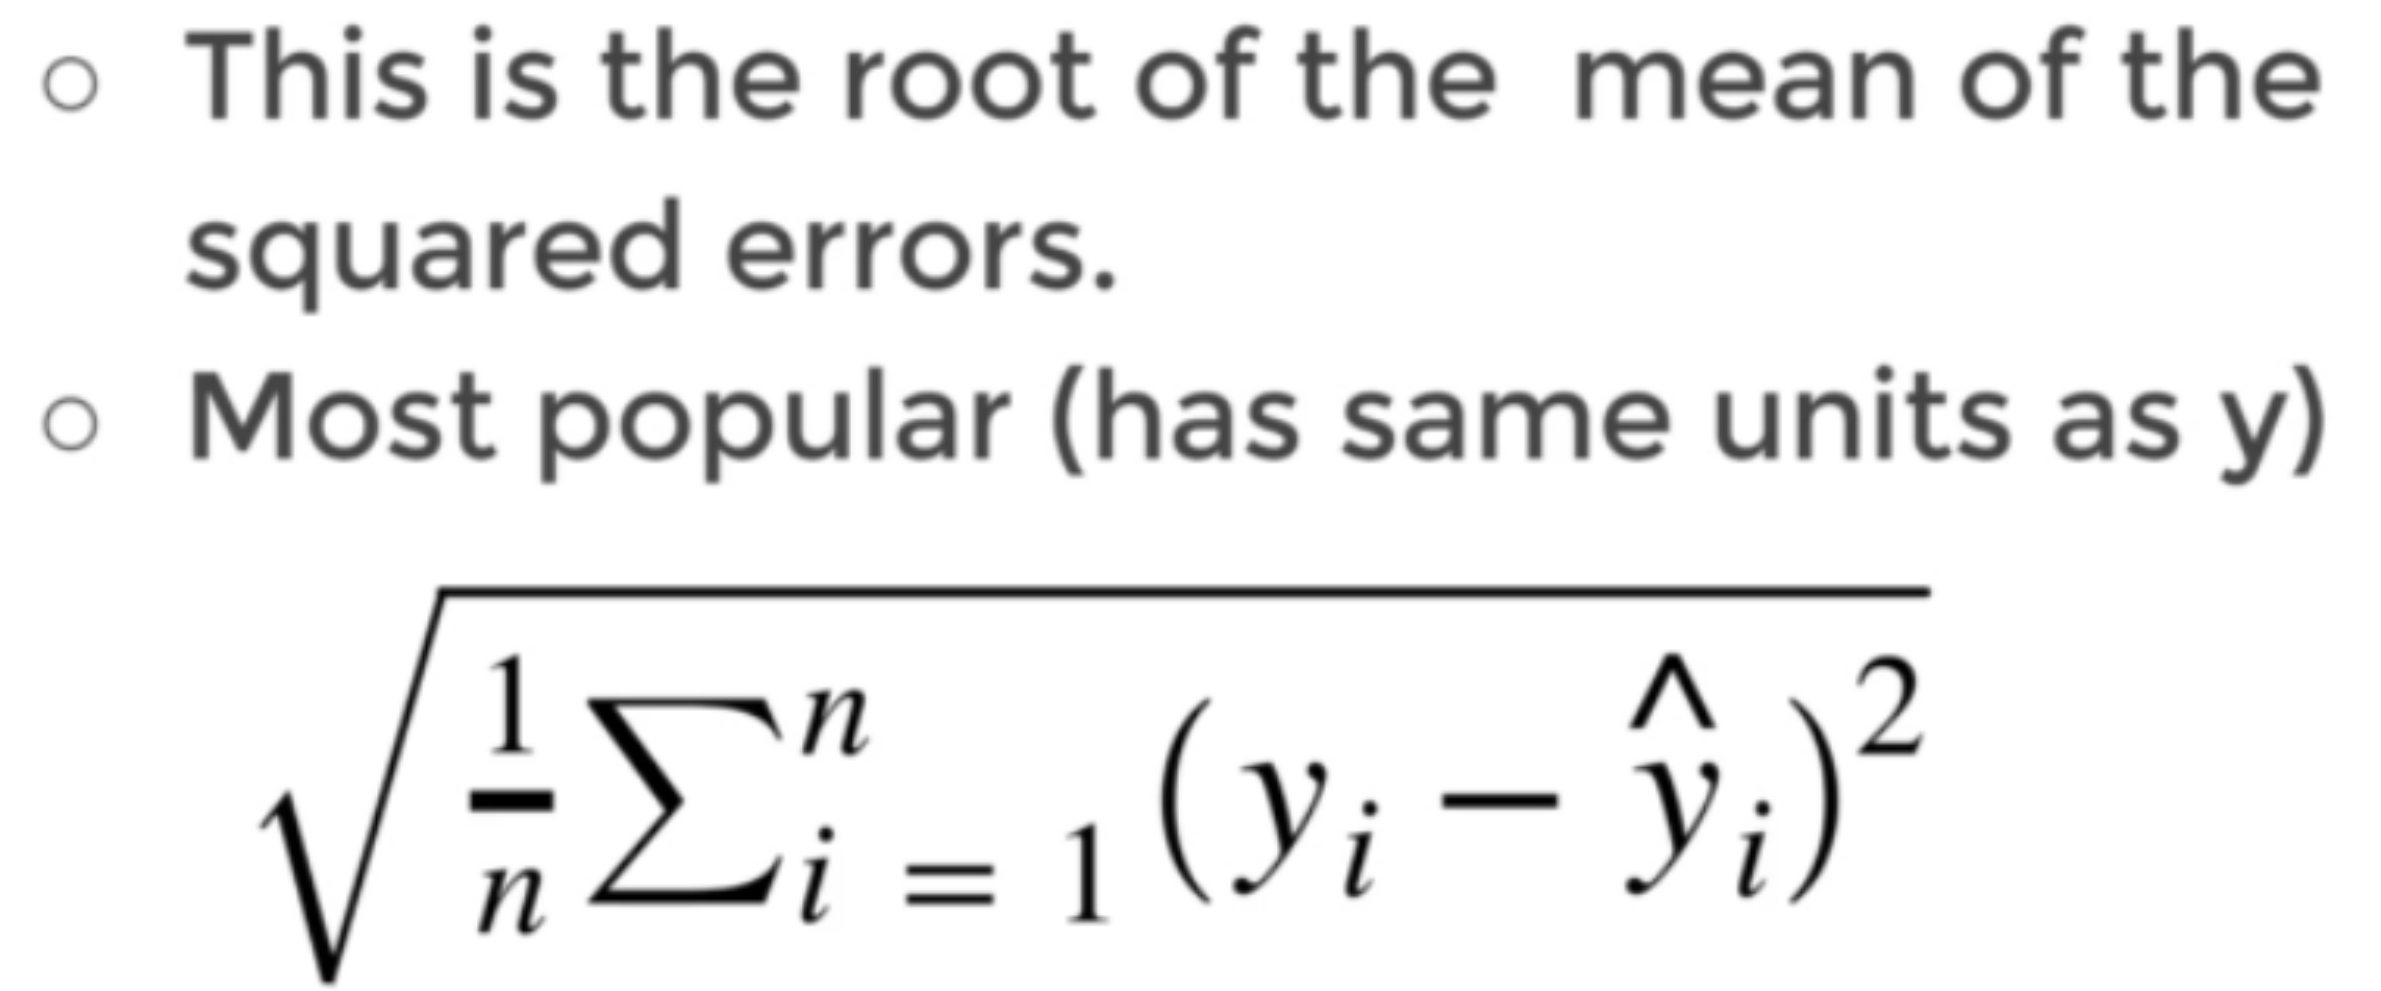 ○ This is the root of the mean of the
squared errors.
○ Most popular (has same units as y)
√(1/n ∑ⁿᵢ₌₁(yᵢ − ŷᵢ)²)